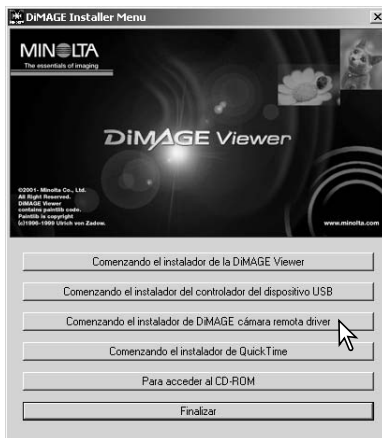 DiMAGE Installer Menu
MINOLTA
The essentials of imaging
DiMAGE Viewer
©2001- Minolta Co., Ltd.
All Right Reserved.
DiMAGE Viewer
contains paintlib code.
Paintlib is copyright
(c)1996-1999 Ulrich von Zadow.
www.minolta.com
Comenzando el instalador de la DiMAGE Viewer
Comenzando el instalador del controlador del dispositivo USB
Comenzando el instalador de DiMAGE cámara remota driver
Comenzando el instalador de QuickTime
Para acceder al CD-ROM
Finalizar